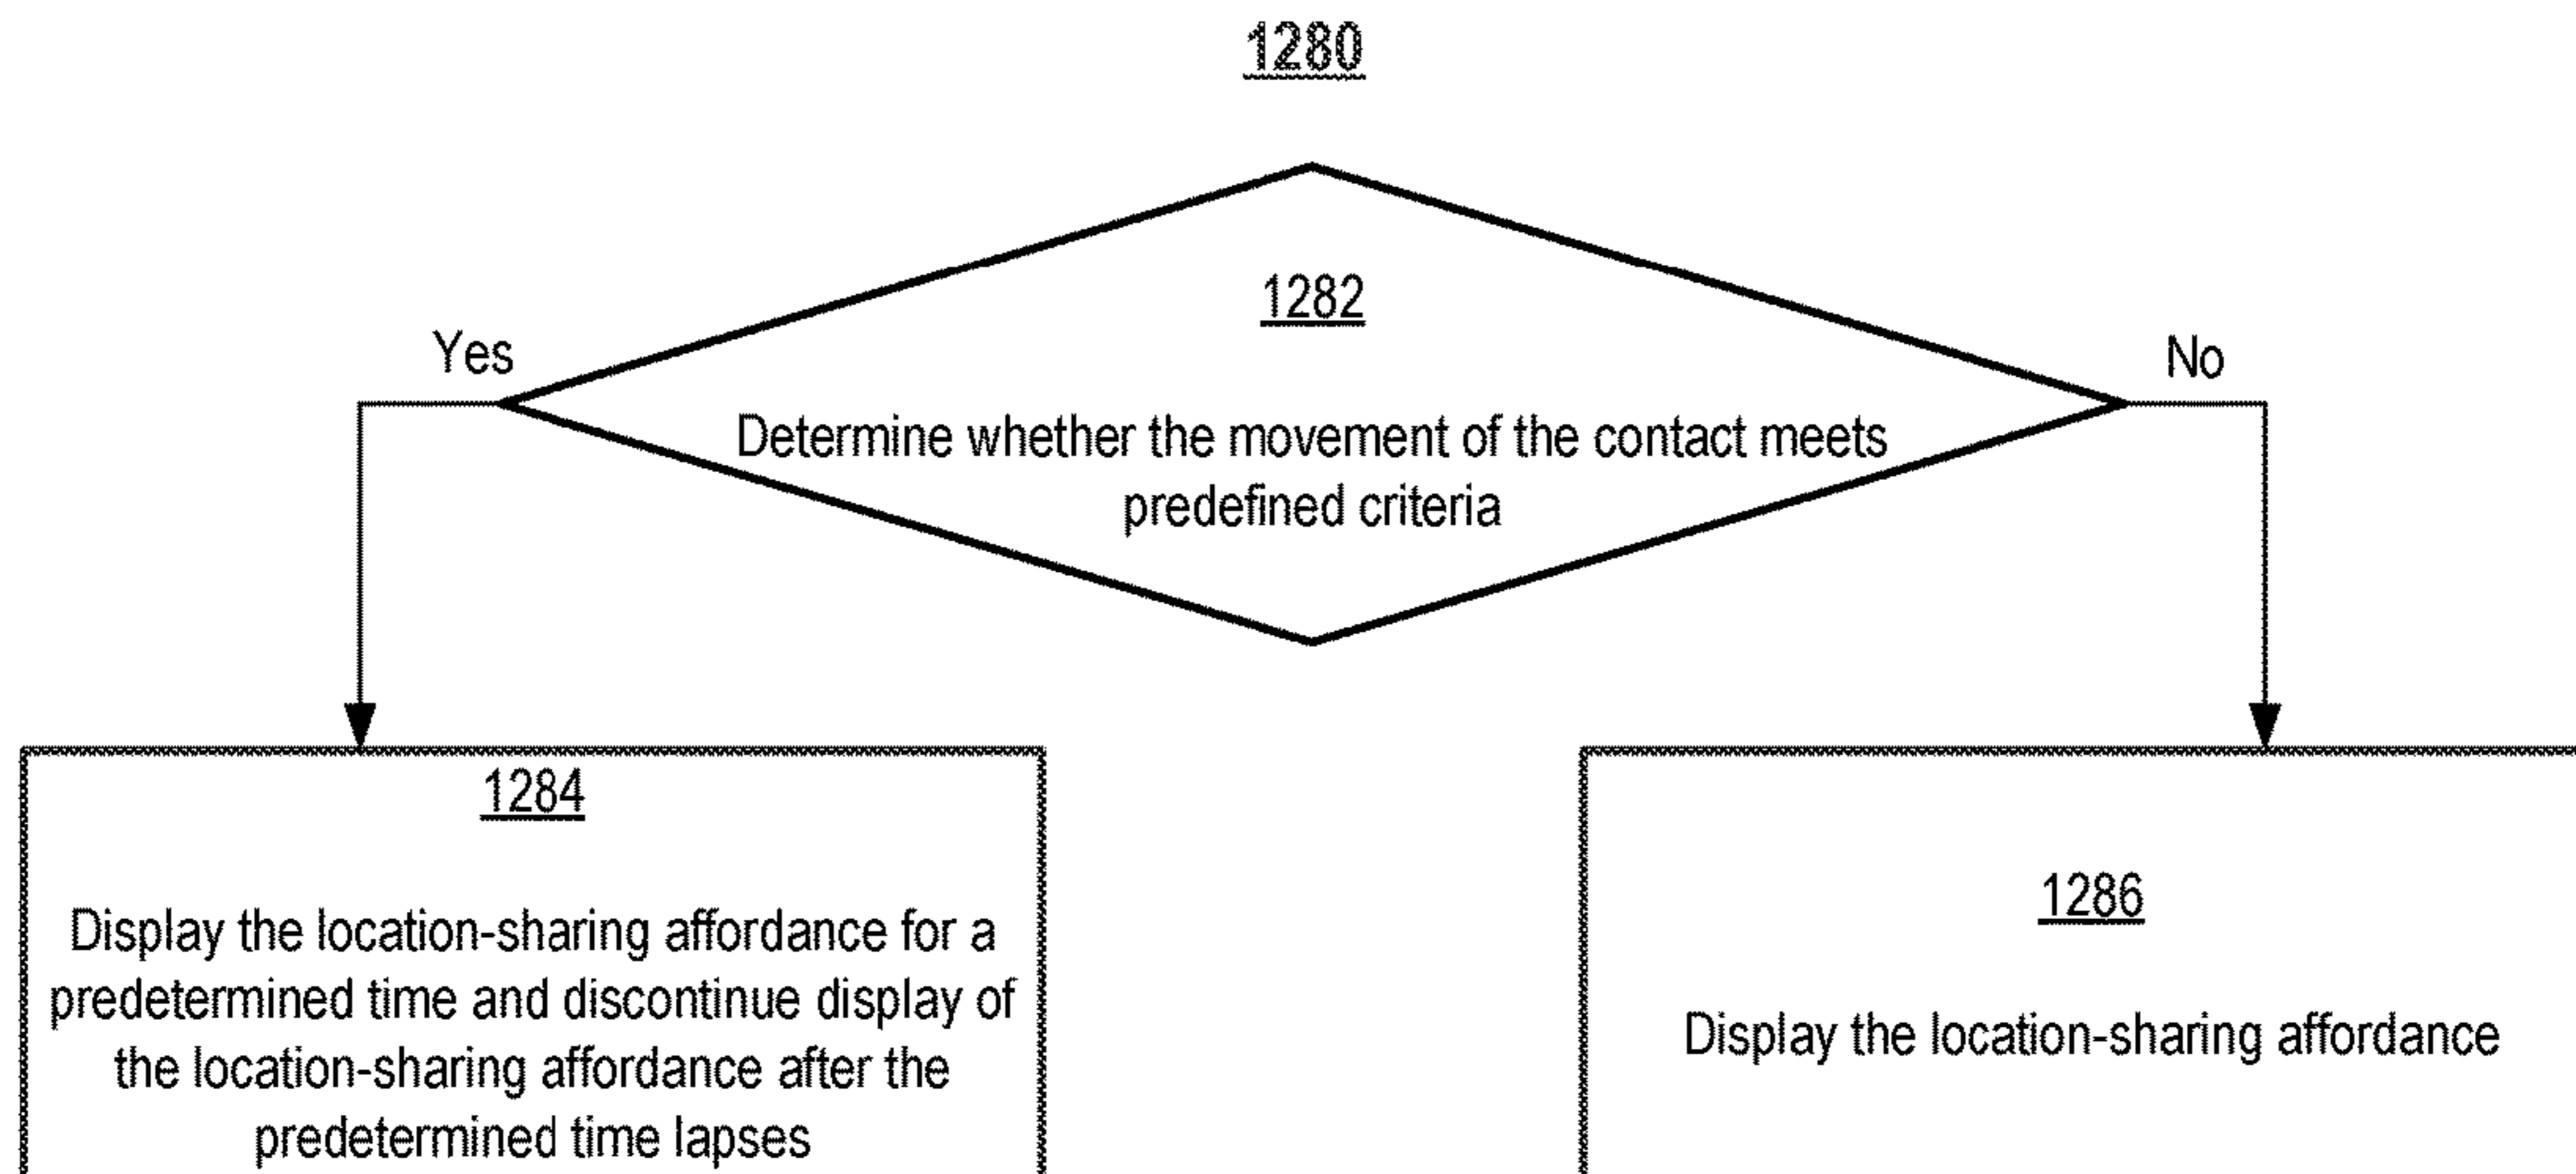 1280
1282
Yes
No
Determine whether the movement of the contact meets
predefined criteria
1284
Display the location-sharing affordance for a
predetermined time and discontinue display of
the location-sharing affordance after the
predetermined time lapses
1286
Display the location-sharing affordance